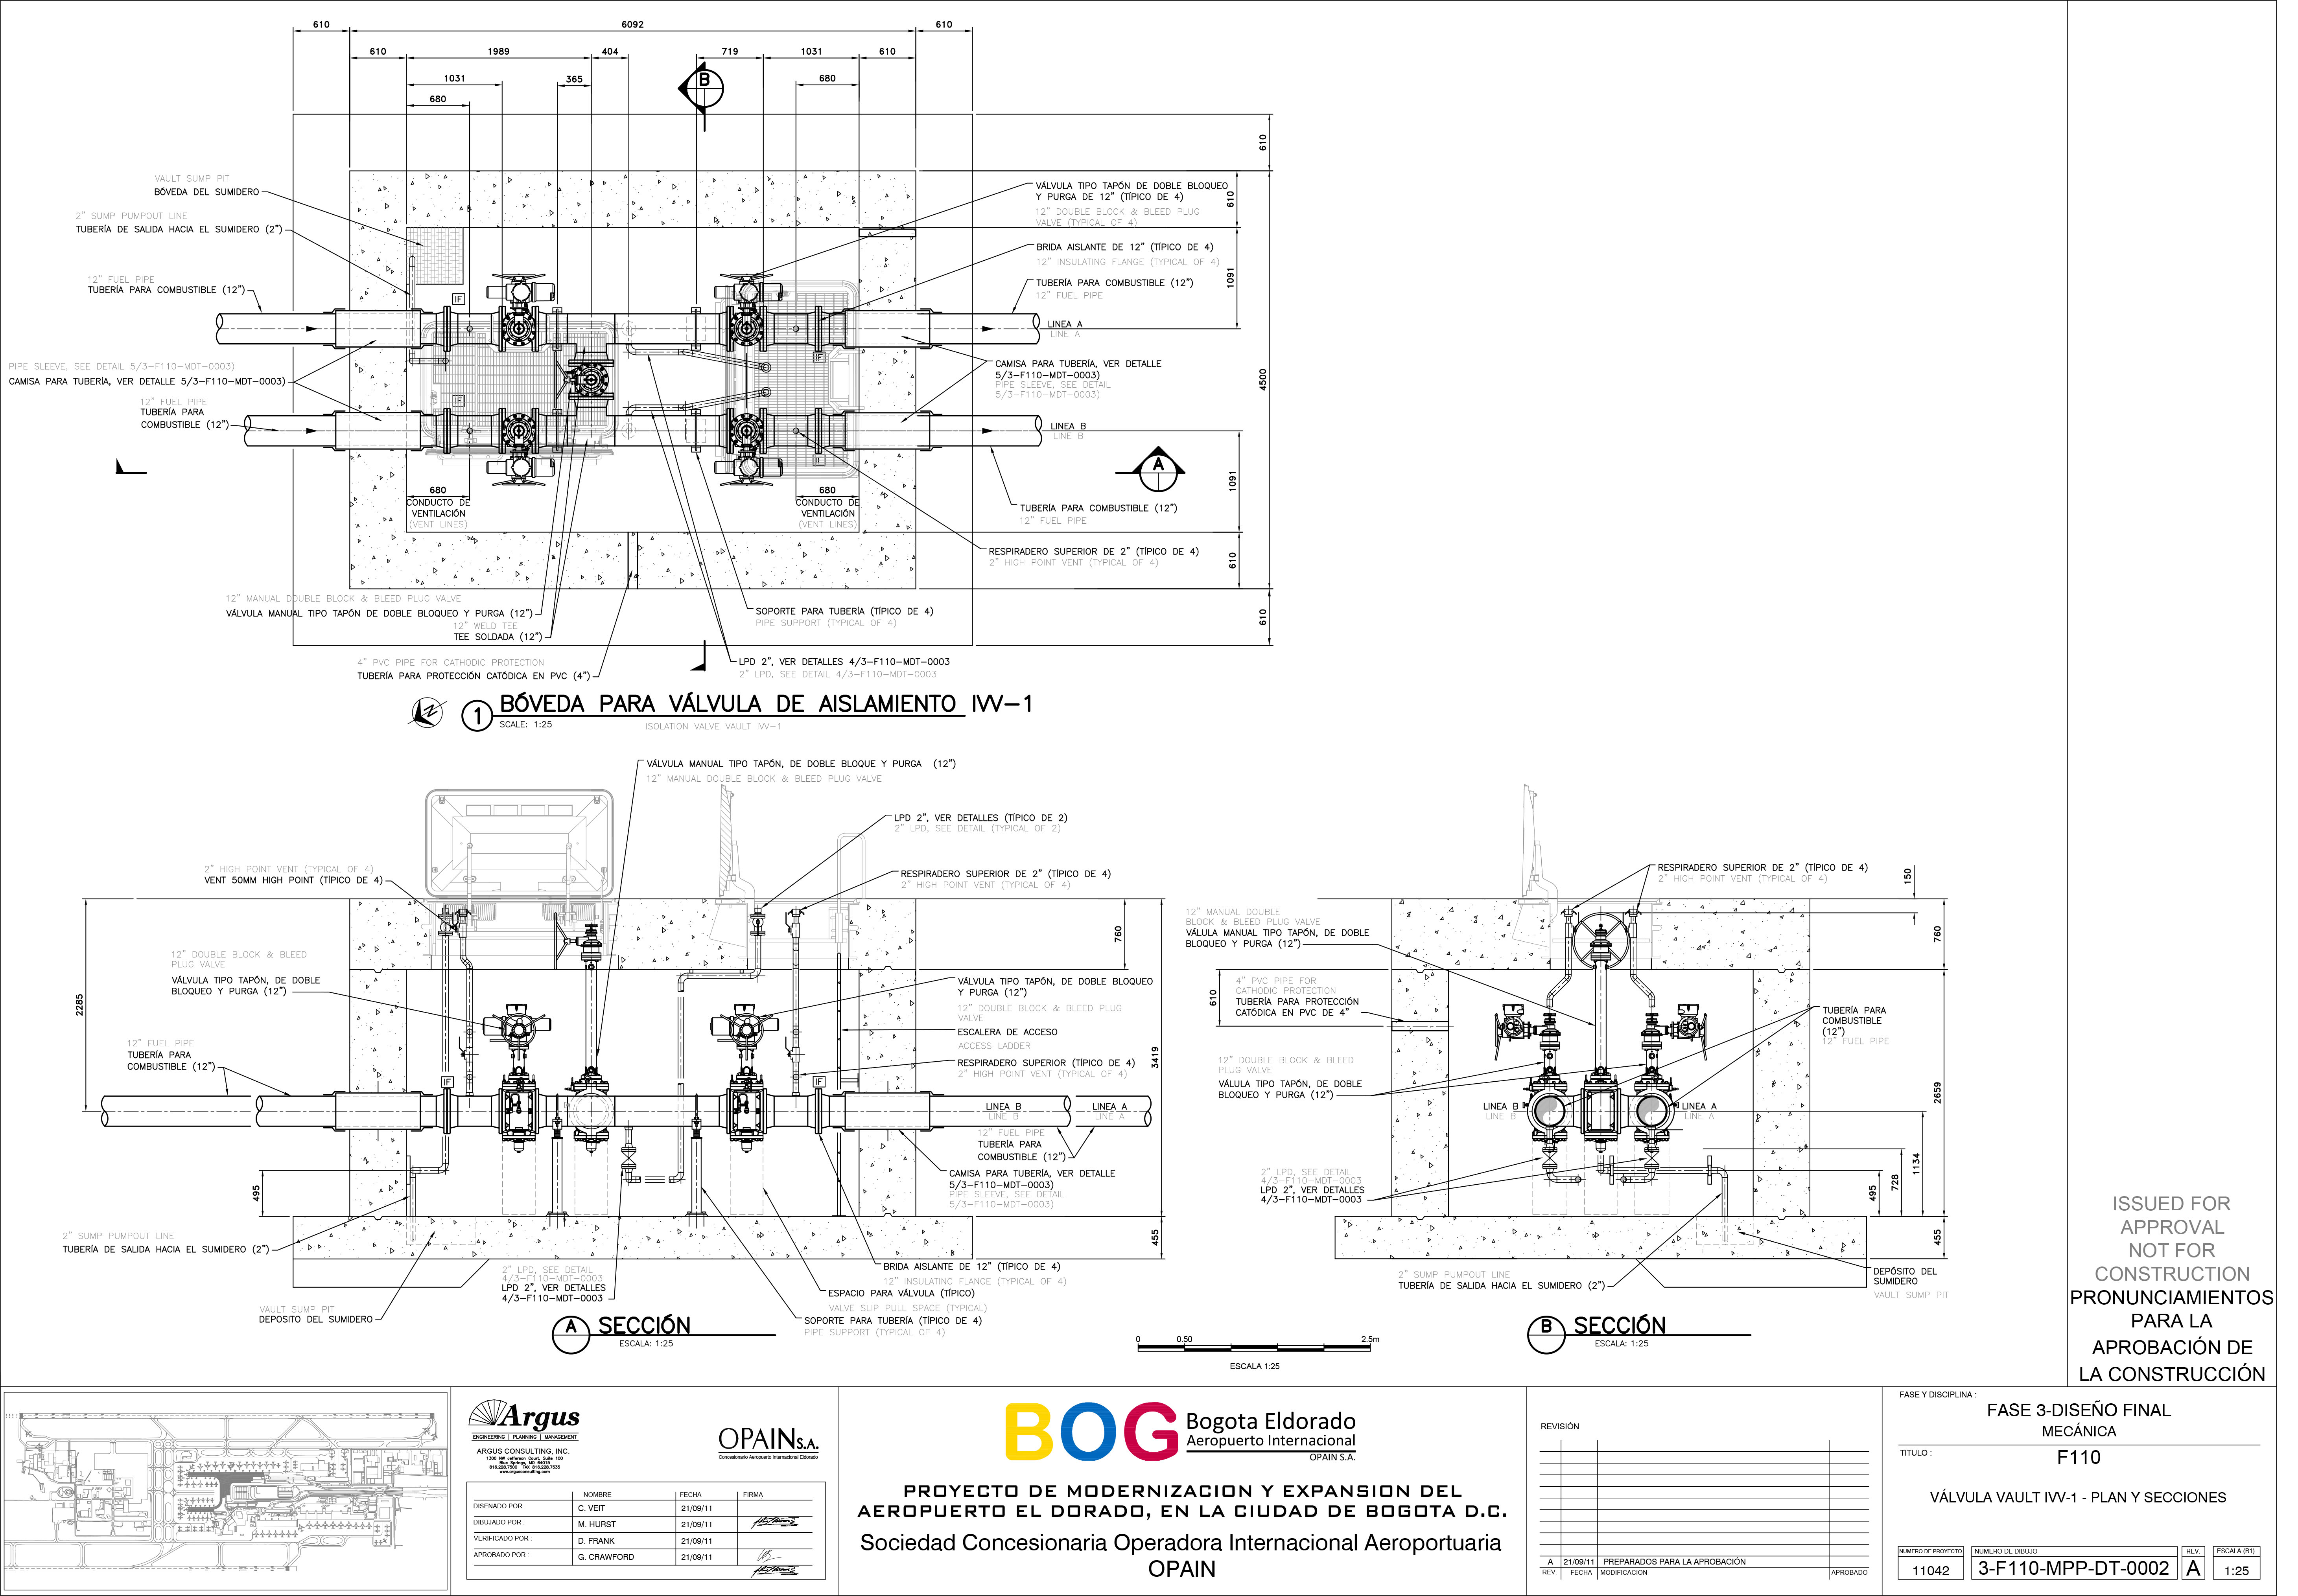 610
6092
610
610
1989
404
719
1031
610
1031
365
680
680
B
610
VAULT SUMP PIT
BÓVEDA DEL SUMIDERO
2" SUMP PUMPOUT LINE
TUBERÍA DE SALIDA HACIA EL SUMIDERO (2")
12" FUEL PIPE
TUBERÍA PARA COMBUSTIBLE (12")
PIPE SLEEVE, SEE DETAIL 5/3-F110-MDT-0003)
CAMISA PARA TUBERÍA, VER DETALLE 5/3-F110-MDT-0003)
12" FUEL PIPE
TUBERÍA PARA
COMBUSTIBLE (12")
IF
IF
IF
IF
VÁLVULA TIPO TAPÓN DE DOBLE BLOQUEO
Y PURGA DE 12" (TÍPICO DE 4)
12" DOUBLE BLOCK & BLEED PLUG
VALVE (TYPICAL OF 4)
BRIDA AISLANTE DE 12" (TÍPICO DE 4)
12" INSULATING FLANGE (TYPICAL OF 4)
TUBERÍA PARA COMBUSTIBLE (12")
12" FUEL PIPE
LINEA A
LINE A
CAMISA PARA TUBERÍA, VER DETALLE
5/3-F110-MDT-0003)
PIPE SLEEVE, SEE DETAIL
5/3-F110-MDT-0003)
LINEA B
LINE B
A
610
1091
4500
1091
610
610
TUBERÍA PARA COMBUSTIBLE (12")
12" FUEL PIPE
680
CONDUCTO DE
VENTILACIÓN
(VENT LINES)
680
CONDUCTO DE
VENTILACIÓN
(VENT LINES)
RESPIRADERO SUPERIOR DE 2" (TÍPICO DE 4)
2" HIGH POINT VENT (TYPICAL OF 4)
12" MANUAL DOUBLE BLOCK & BLEED PLUG VALVE
VÁLVULA MANUAL TIPO TAPÓN DE DOBLE BLOQUEO Y PURGA (12")
12" WELD TEE
TEE SOLDADA (12")
SOPORTE PARA TUBERÍA (TÍPICO DE 4)
PIPE SUPPORT (TYPICAL OF 4)
4" PVC PIPE FOR CATHODIC PROTECTION
TUBERÍA PARA PROTECCIÓN CATÓDICA EN PVC (4")
LPD 2", VER DETALLES 4/3-F110-MDT-0003
2" LPD, SEE DETAIL 4/3-F110-MDT-0003
N
1
BÓVEDA PARA VÁLVULA DE AISLAMIENTO IVV-1
SCALE: 1:25
ISOLATION VALVE VAULT IVV-1
VÁLVULA MANUAL TIPO TAPÓN, DE DOBLE BLOQUE Y PURGA (12")
12" MANUAL DOUBLE BLOCK & BLEED PLUG VALVE
LPD 2", VER DETALLES (TÍPICO DE 2)
2" LPD, SEE DETAIL (TYPICAL OF 2)
2" HIGH POINT VENT (TYPICAL OF 4)
VENT 50MM HIGH POINT (TÍPICO DE 4)
RESPIRADERO SUPERIOR DE 2" (TÍPICO DE 4)
2" HIGH POINT VENT (TYPICAL OF 4)
2285
12" DOUBLE BLOCK & BLEED
PLUG VALVE
VÁLVULA TIPO TAPÓN, DE DOBLE
BLOQUEO Y PURGA (12")
12" FUEL PIPE
TUBERÍA PARA
COMBUSTIBLE (12")
IF
IF
760
3419
VÁLVULA TIPO TAPÓN, DE DOBLE BLOQUEO
Y PURGA (12")
12" DOUBLE BLOCK & BLEED PLUG
VALVE
ESCALERA DE ACCESO
ACCESS LADDER
RESPIRADERO SUPERIOR (TÍPICO DE 4)
2" HIGH POINT VENT (TYPICAL OF 4)
LINEA B
LINE B
LINEA A
LINE A
12" FUEL PIPE
TUBERÍA PARA
COMBUSTIBLE (12")
CAMISA PARA TUBERÍA, VER DETALLE
5/3-F110-MDT-0003)
PIPE SLEEVE, SEE DETAIL
5/3-F110-MDT-0003)
495
455
2" SUMP PUMPOUT LINE
TUBERÍA DE SALIDA HACIA EL SUMIDERO (2")
2" LPD, SEE DETAIL
4/3-F110-MDT-0003
LPD 2", VER DETALLES
4/3-F110-MDT-0003
BRIDA AISLANTE DE 12" (TÍPICO DE 4)
12" INSULATING FLANGE (TYPICAL OF 4)
ESPACIO PARA VÁLVULA (TÍPICO)
VALVE SLIP PULL SPACE (TYPICAL)
SOPORTE PARA TUBERÍA (TÍPICO DE 4)
PIPE SUPPORT (TYPICAL OF 4)
VAULT SUMP PIT
DEPOSITO DEL SUMIDERO
A
SECCIÓN
ESCALA: 1:25
RESPIRADERO SUPERIOR DE 2" (TÍPICO DE 4)
2" HIGH POINT VENT (TYPICAL OF 4)
150
12" MANUAL DOUBLE
BLOCK & BLEED PLUG VALVE
VÁLULA MANUAL TIPO TAPÓN, DE DOBLE
BLOQUEO Y PURGA (12")
610
4" PVC PIPE FOR
CATHODIC PROTECTION
TUBERÍA PARA PROTECCIÓN
CATÓDICA EN PVC DE 4"
12" DOUBLE BLOCK & BLEED
PLUG VALVE
VÁLULA TIPO TAPÓN, DE DOBLE
BLOQUEO Y PURGA (12")
LINEA B
LINE B
LINEA A
LINE A
TUBERÍA PARA
COMBUSTIBLE
(12")
12" FUEL PIPE
760
2659
1134
728
495
455
2" LPD, SEE DETAIL
4/3-F110-MDT-0003
LPD 2", VER DETALLES
4/3-F110-MDT-0003
2" SUMP PUMPOUT LINE
TUBERÍA DE SALIDA HACIA EL SUMIDERO (2")
DEPÓSITO DEL
SUMIDERO
VAULT SUMP PIT
0 0.50 2.5m
ESCALA 1:25
B
SECCIÓN
ESCALA: 1:25
ISSUED FOR
APPROVAL
NOT FOR
CONSTRUCTION
PRONUNCIAMIENTOS
PARA LA
APROBACIÓN DE
LA CONSTRUCCIÓN
Argus
ENGINEERING | PLANNING | MANAGEMENT
ARGUS CONSULTING, INC.
1300 NW Jefferson Court, Suite 100
Blue Springs, MO 64015
816.228.7500 FAX 816.228.7535
www.argusconsulting.com
OPAIN S.A.
Concesionario Aeropuerto Internacional Eldorado
NOMBRE FECHA FIRMA
DISENADO POR : C. VEIT 21/09/11
DIBUJADO POR : M. HURST 21/09/11
VERIFICADO POR : D. FRANK 21/09/11
APROBADO POR : G. CRAWFORD 21/09/11
BOG
Bogota Eldorado
Aeropuerto Internacional
OPAIN S.A.
PROYECTO DE MODERNIZACION Y EXPANSION DEL
AEROPUERTO EL DORADO, EN LA CIUDAD DE BOGOTA D.C.
Sociedad Concesionaria Operadora Internacional Aeroportuaria
OPAIN
REVISIÓN
A 21/09/11 PREPARADOS PARA LA APROBACIÓN
REV. FECHA MODIFICACION APROBADO
FASE Y DISCIPLINA :
FASE 3-DISEÑO FINAL
MECÁNICA
TITULO :
F110
VÁLVULA VAULT IVV-1 - PLAN Y SECCIONES
NUMERO DE PROYECTO
11042
NUMERO DE DIBUJO
3-F110-MPP-DT-0002
REV.
A
ESCALA (B1)
1:25